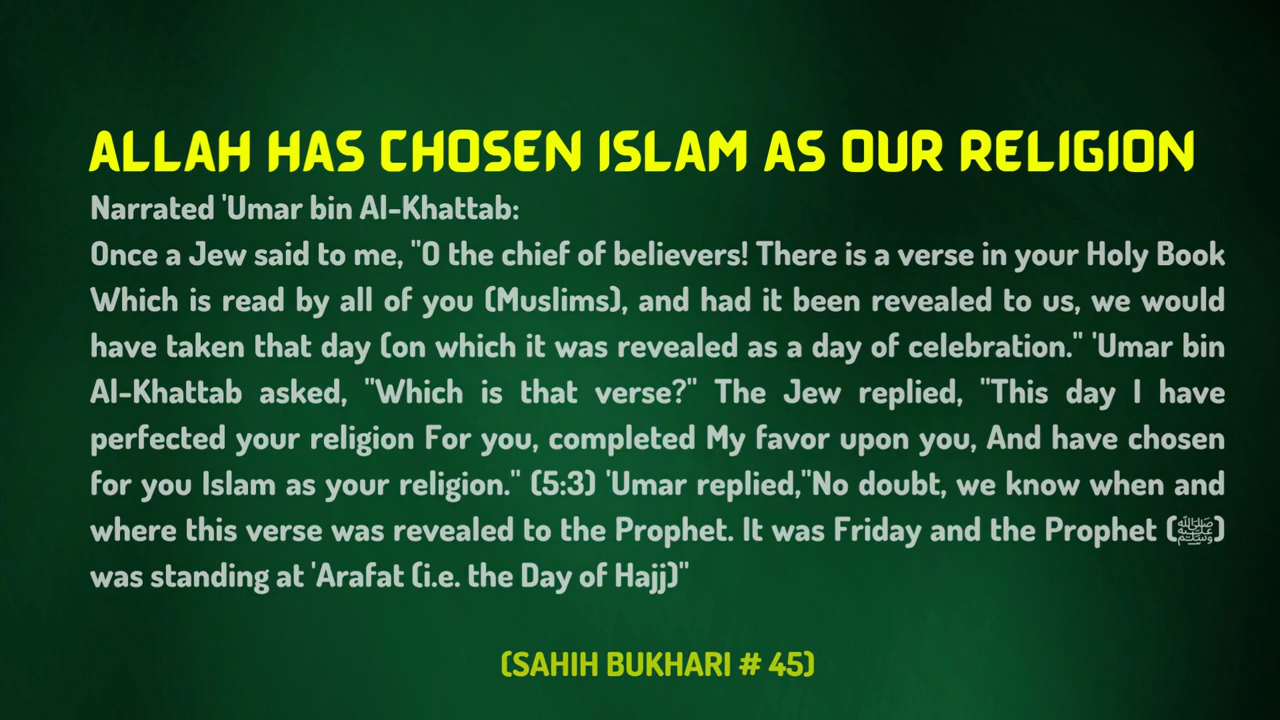 ALLAH HAS CHOSEN ISLAM AS OUR RELIGION
Narrated 'Umar bin Al-Khattab:
Once a Jew said to me, "O the chief of believers! There is a verse in your Holy Book
Which is read by all of you (Muslims), and had it been revealed to us, we would
have taken that day (on which it was revealed as a day of celebration." 'Umar bin
Al-Khattab asked, "Which is that verse?" The Jew replied, "This day I have
perfected your religion For you, completed My favor upon you, And have chosen
for you Islam as your religion." (5:3) 'Umar replied,"No doubt, we know when and
where this verse was revealed to the Prophet. It was Friday and the Prophet (ﷺ)
was standing at 'Arafat (i.e. the Day of Hajj)"
(SAHIH BUKHARI # 45)